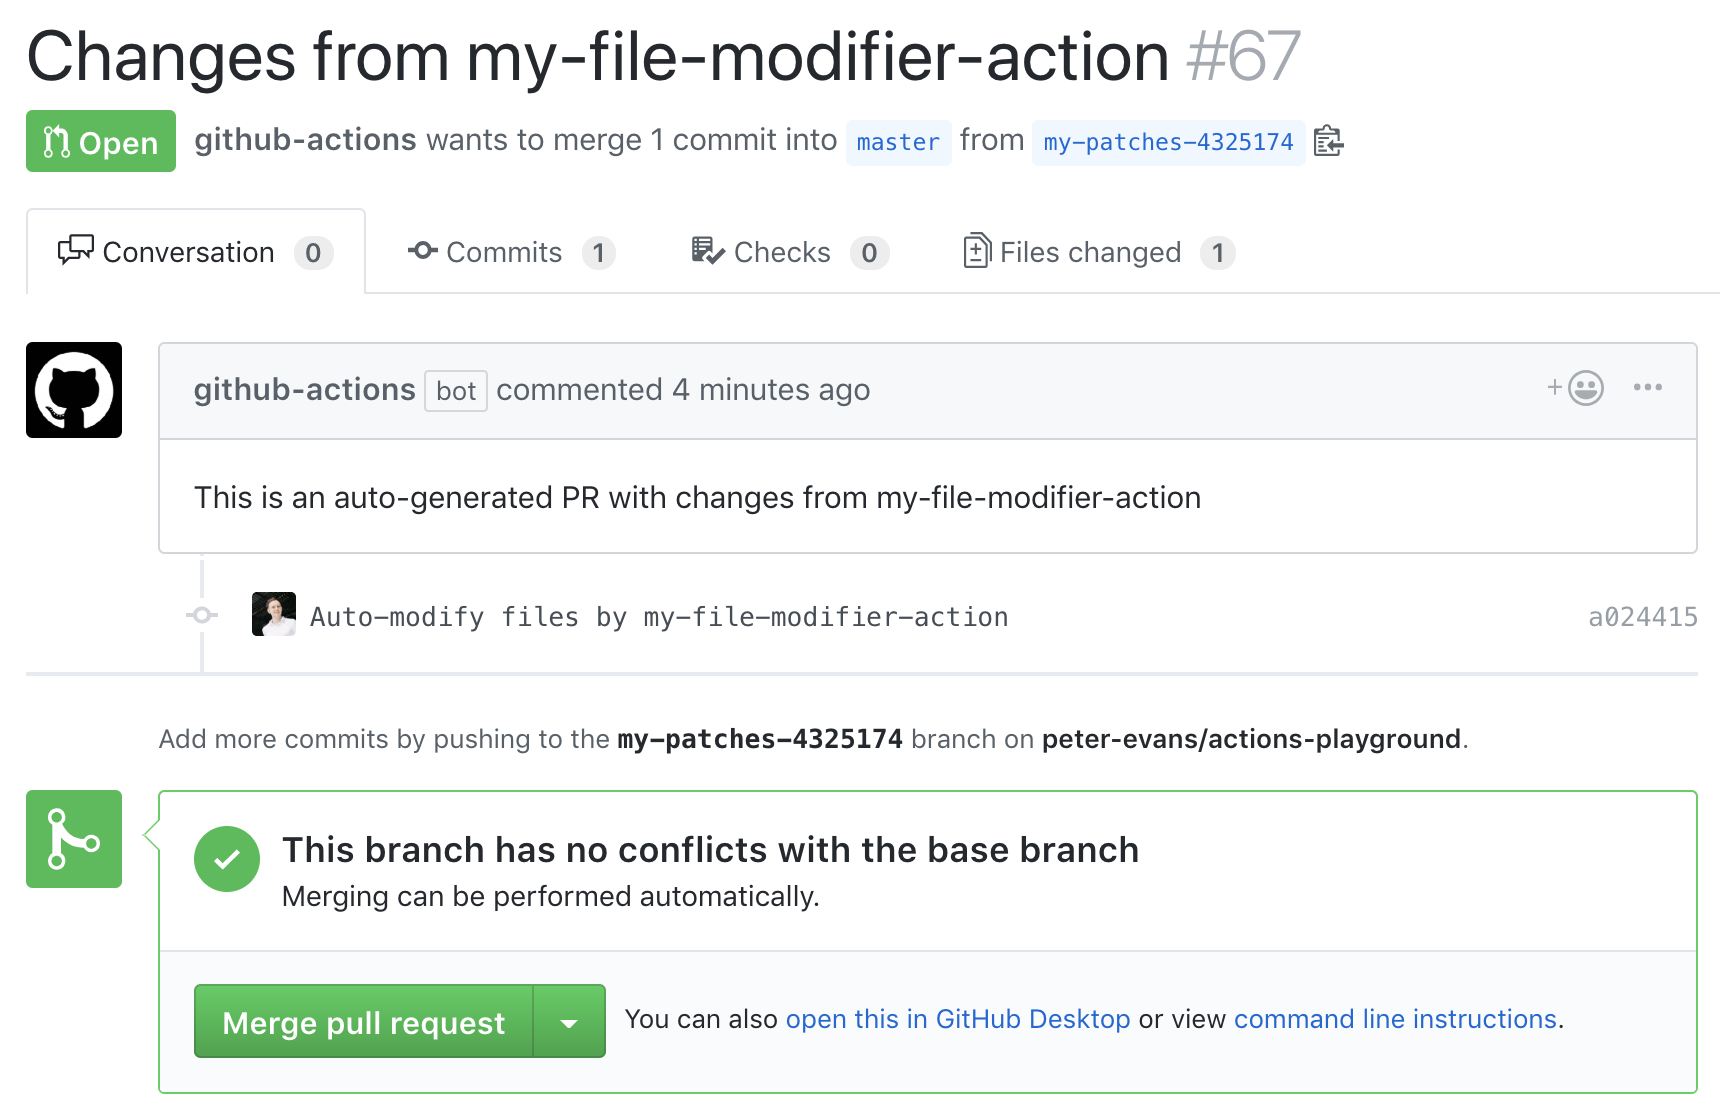 Changes from my-file-modifier-action #67
Open github-actions wants to merge 1 commit into master from my-patches-4325174
Conversation 0 Commits 1 Checks 0 Files changed 1
github-actions bot commented 4 minutes ago
This is an auto-generated PR with changes from my-file-modifier-action
Auto-modify files by my-file-modifier-action a024415
Add more commits by pushing to the my-patches-4325174 branch on peter-evans/actions-playground.
This branch has no conflicts with the base branch
Merging can be performed automatically.
Merge pull request You can also open this in GitHub Desktop or view command line instructions.